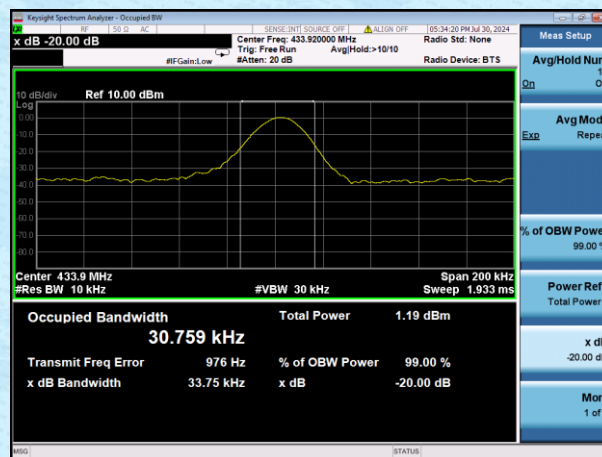 Keysight Spectrum Analyzer - Occupied BW
RF 50 Ω AC SENSE:INT SOURCE OFF ALIGN OFF 05:34:20 PM Jul 30, 2024
x dB -20.00 dB
Center Freq: 433.920000 MHz Radio Std: None
Trig: Free Run Avg|Hold:>10/10
#IFGain:Low #Atten: 20 dB Radio Device: BTS
10 dB/div Ref 10.00 dBm
Log
0.00
-10.0
-20.0
-30.0
-40.0
-50.0
-60.0
-70.0
-80.0
Center 433.9 MHz Span 200 kHz
#Res BW 10 kHz #VBW 30 kHz Sweep 1.933 ms
Occupied Bandwidth Total Power 1.19 dBm
30.759 kHz
Transmit Freq Error 976 Hz % of OBW Power 99.00 %
x dB Bandwidth 33.75 kHz x dB -20.00 dB
MSG STATUS
Meas Setup
Avg/Hold Num
1
On O
Avg Mod
Exp Repea
% of OBW Power
99.00 %
Power Ref
Total Power
x dB
-20.00 dB
Mor
1 of